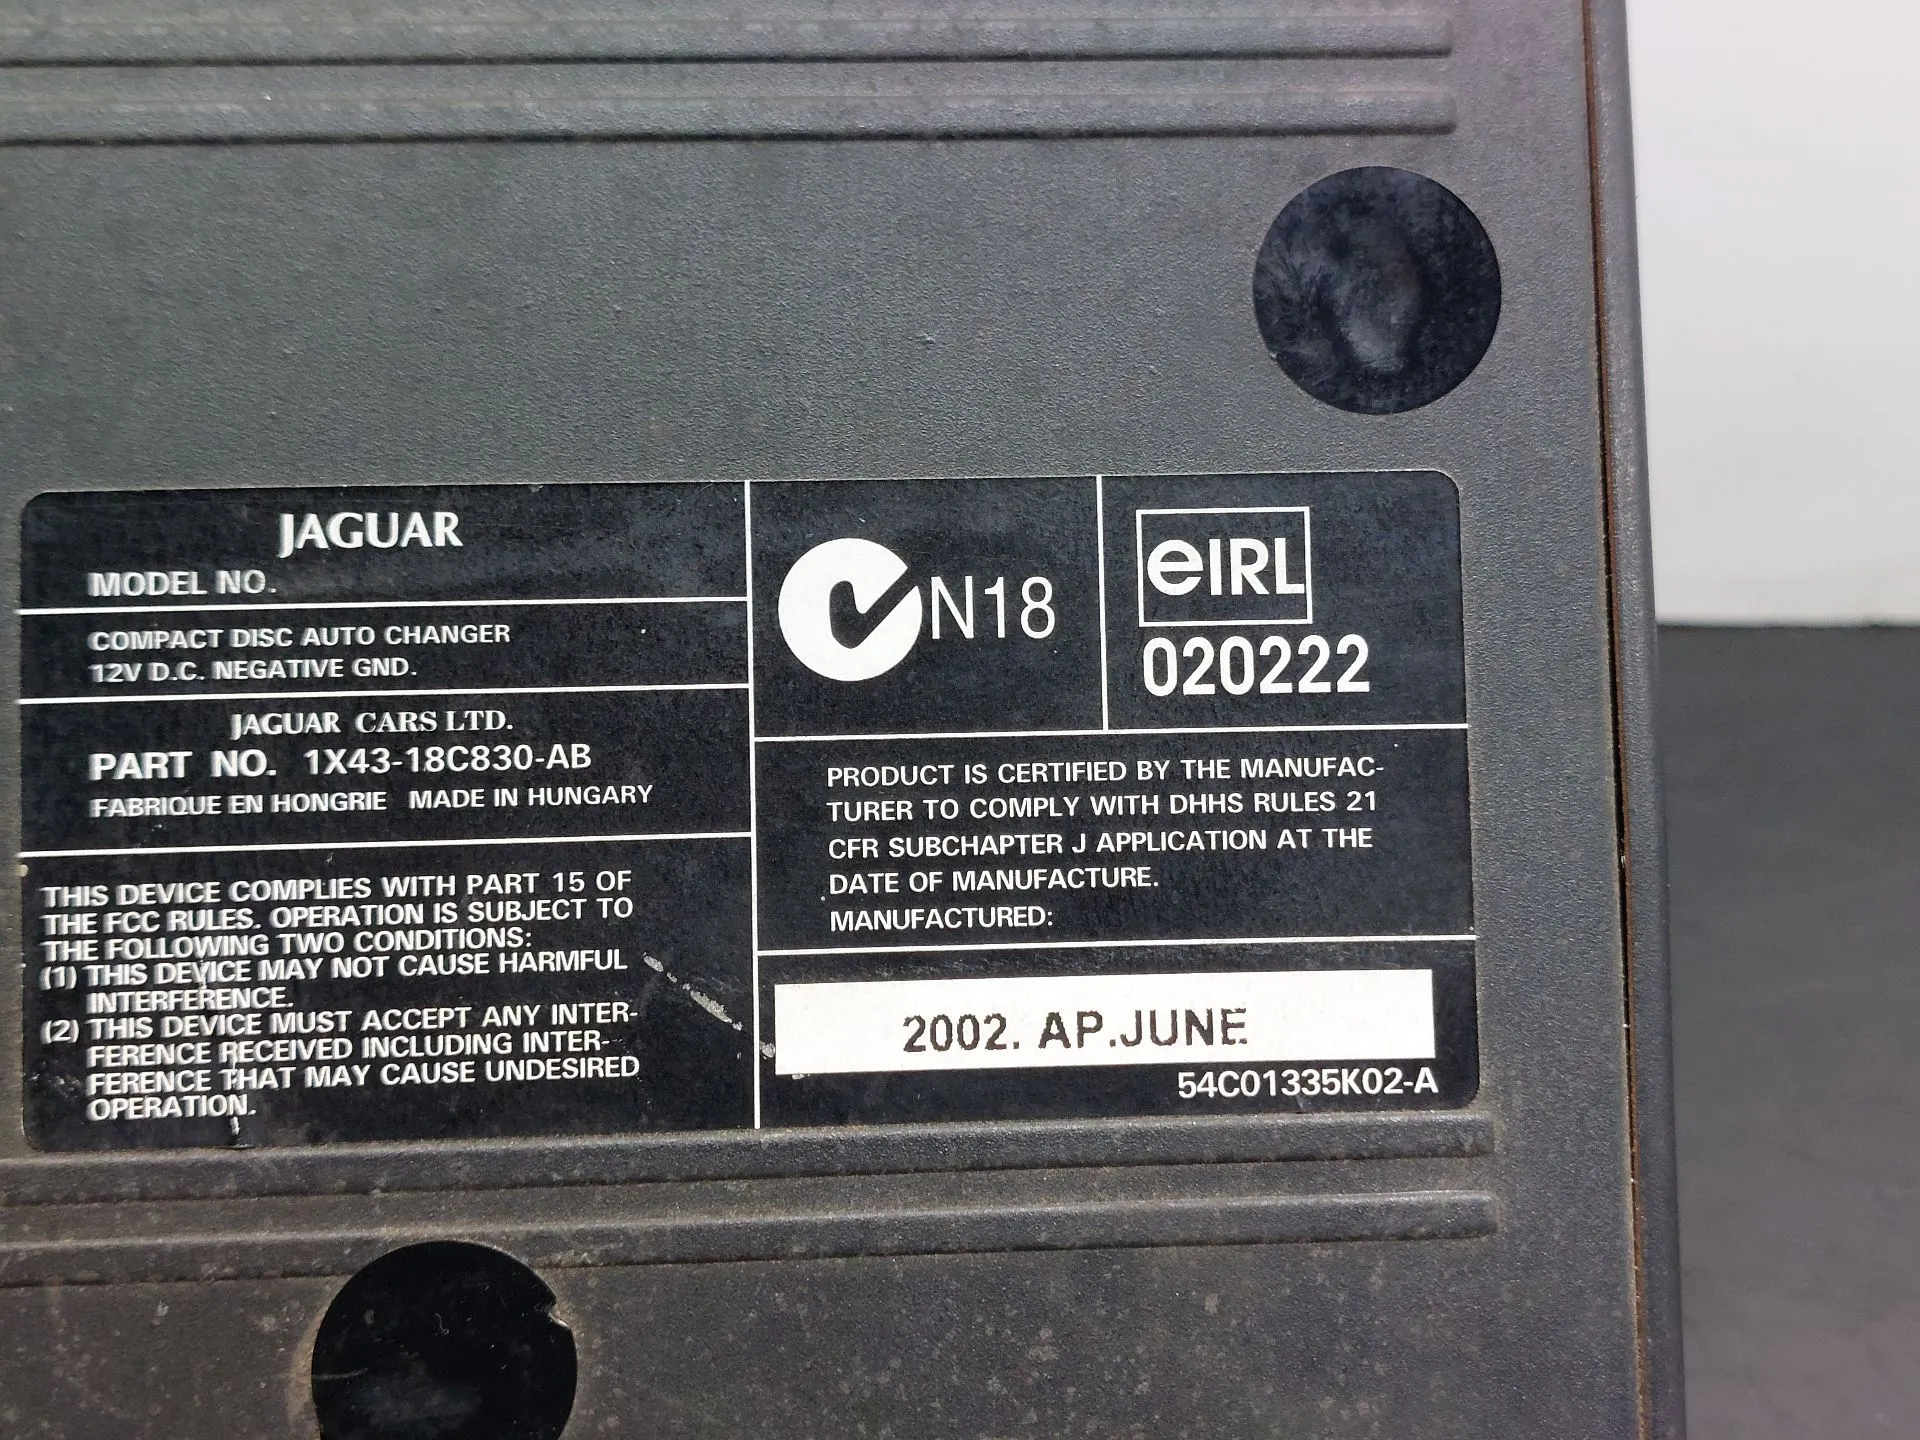 JAGUAR
MODEL NO.
COMPACT DISC AUTO CHANGER
12V D.C. NEGATIVE GND.
JAGUAR CARS LTD.
PART NO. 1X43-18C830-AB
FABRIQUE EN HONGRIE MADE IN HUNGARY
THIS DEVICE COMPLIES WITH PART 15 OF
THE FCC RULES. OPERATION IS SUBJECT TO
THE FOLLOWING TWO CONDITIONS:
(1) THIS DEVICE MAY NOT CAUSE HARMFUL
INTERFERENCE.
(2) THIS DEVICE MUST ACCEPT ANY INTER-
FERENCE RECEIVED INCLUDING INTER-
FERENCE THAT MAY CAUSE UNDESIRED
OPERATION.
N18
eIRL
020222
PRODUCT IS CERTIFIED BY THE MANUFAC-
TURER TO COMPLY WITH DHHS RULES 21
CFR SUBCHAPTER J APPLICATION AT THE
DATE OF MANUFACTURE.
MANUFACTURED:
2002. AP.JUNE
54C01335K02-A